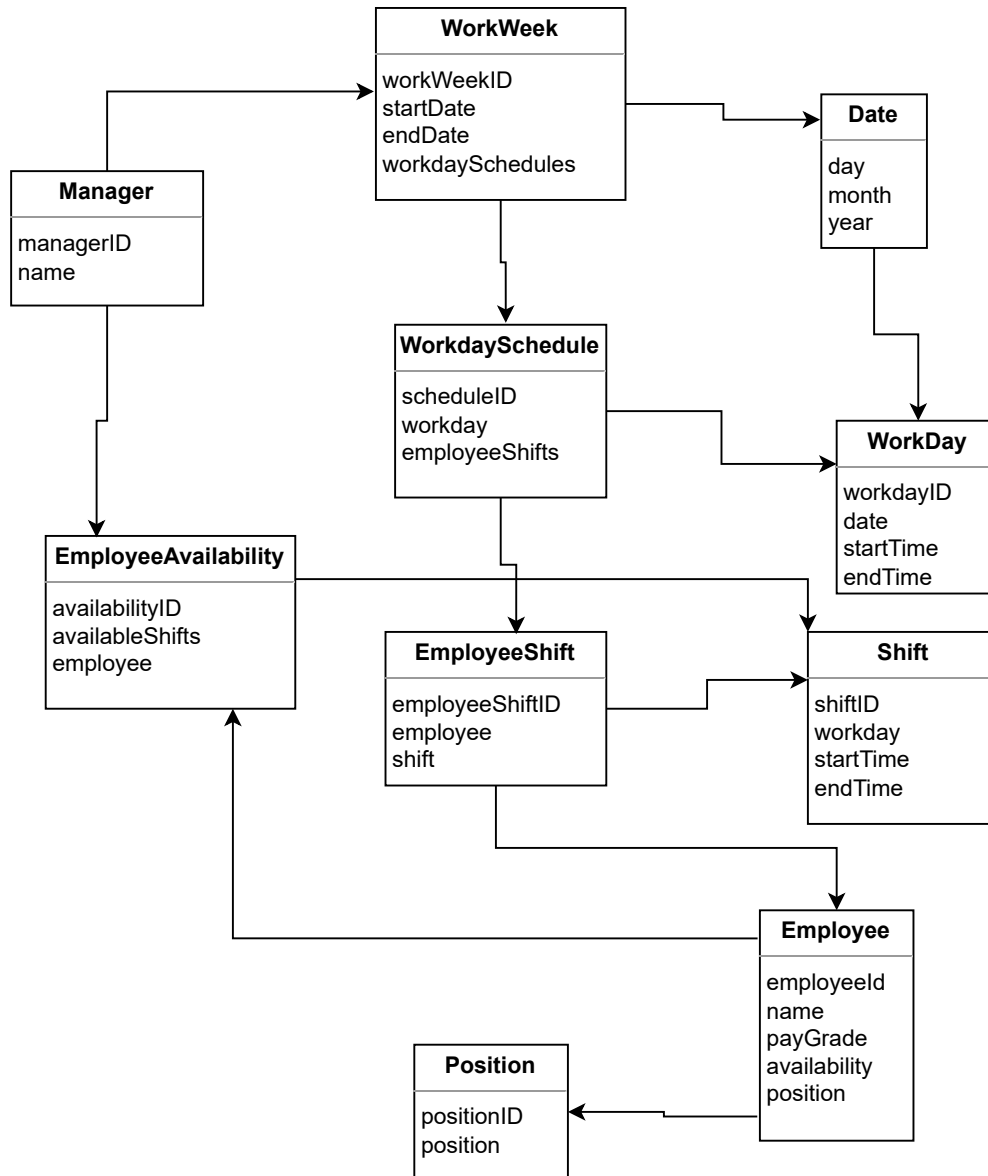 WorkWeek
workWeekID
startDate
endDate
workdaySchedules
Date
day
month
year
Manager
managerID
name
WorkdaySchedule
scheduleID
workday
employeeShifts
WorkDay
workdayID
date
startTime
endTime
EmployeeAvailability
availabilityID
availableShifts
employee
EmployeeShift
employeeShiftID
employee
shift
Shift
shiftID
workday
startTime
endTime
Employee
employeeId
name
payGrade
availability
position
Position
positionID
position